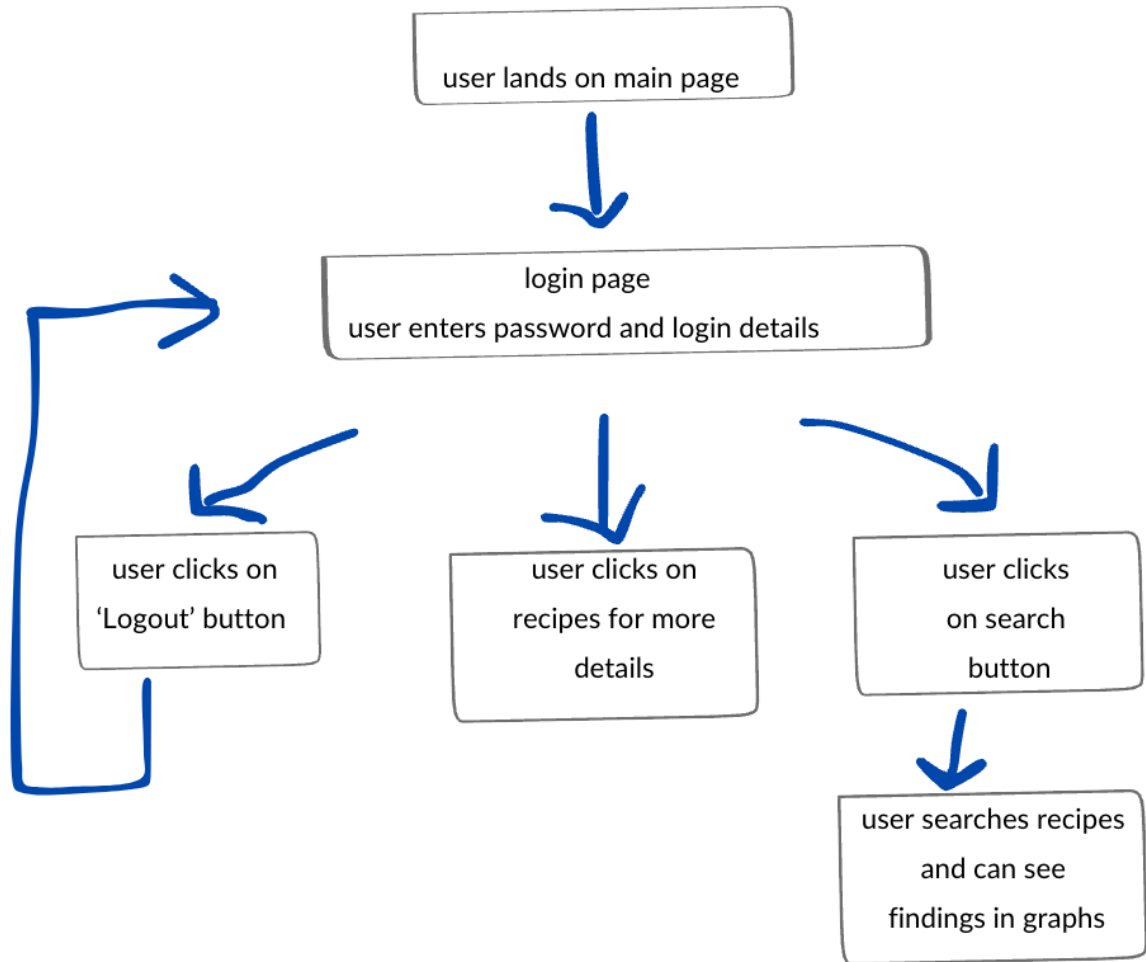 user lands on main page
login page
user enters password and login details
user clicks on
‘Logout’ button
user clicks on
recipes for more
details
user clicks
on search
button
user searches recipes
and can see
findings in graphs